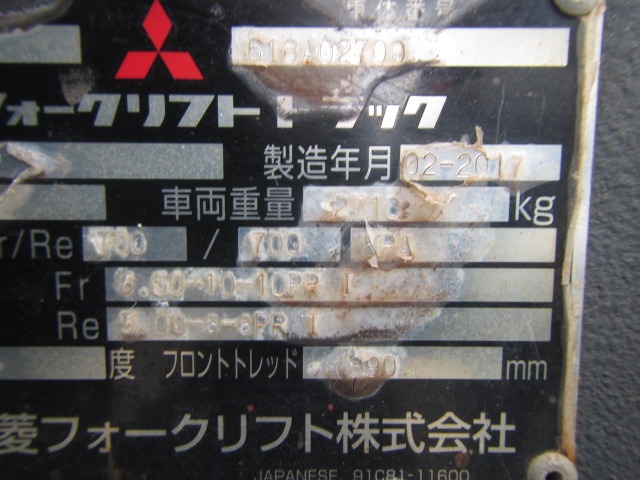 車体番号
618A02700
フォークリフトトラック
製造年月 02-2017
車両重量 kg
r/Re 700 / 700 KPA
Fr 6.50-10-10PR I
Re 5.00-8-8PR I
度 フロントトレッド 890 mm
菱フォークリフト株式会社
JAPANESE 91C81-11600